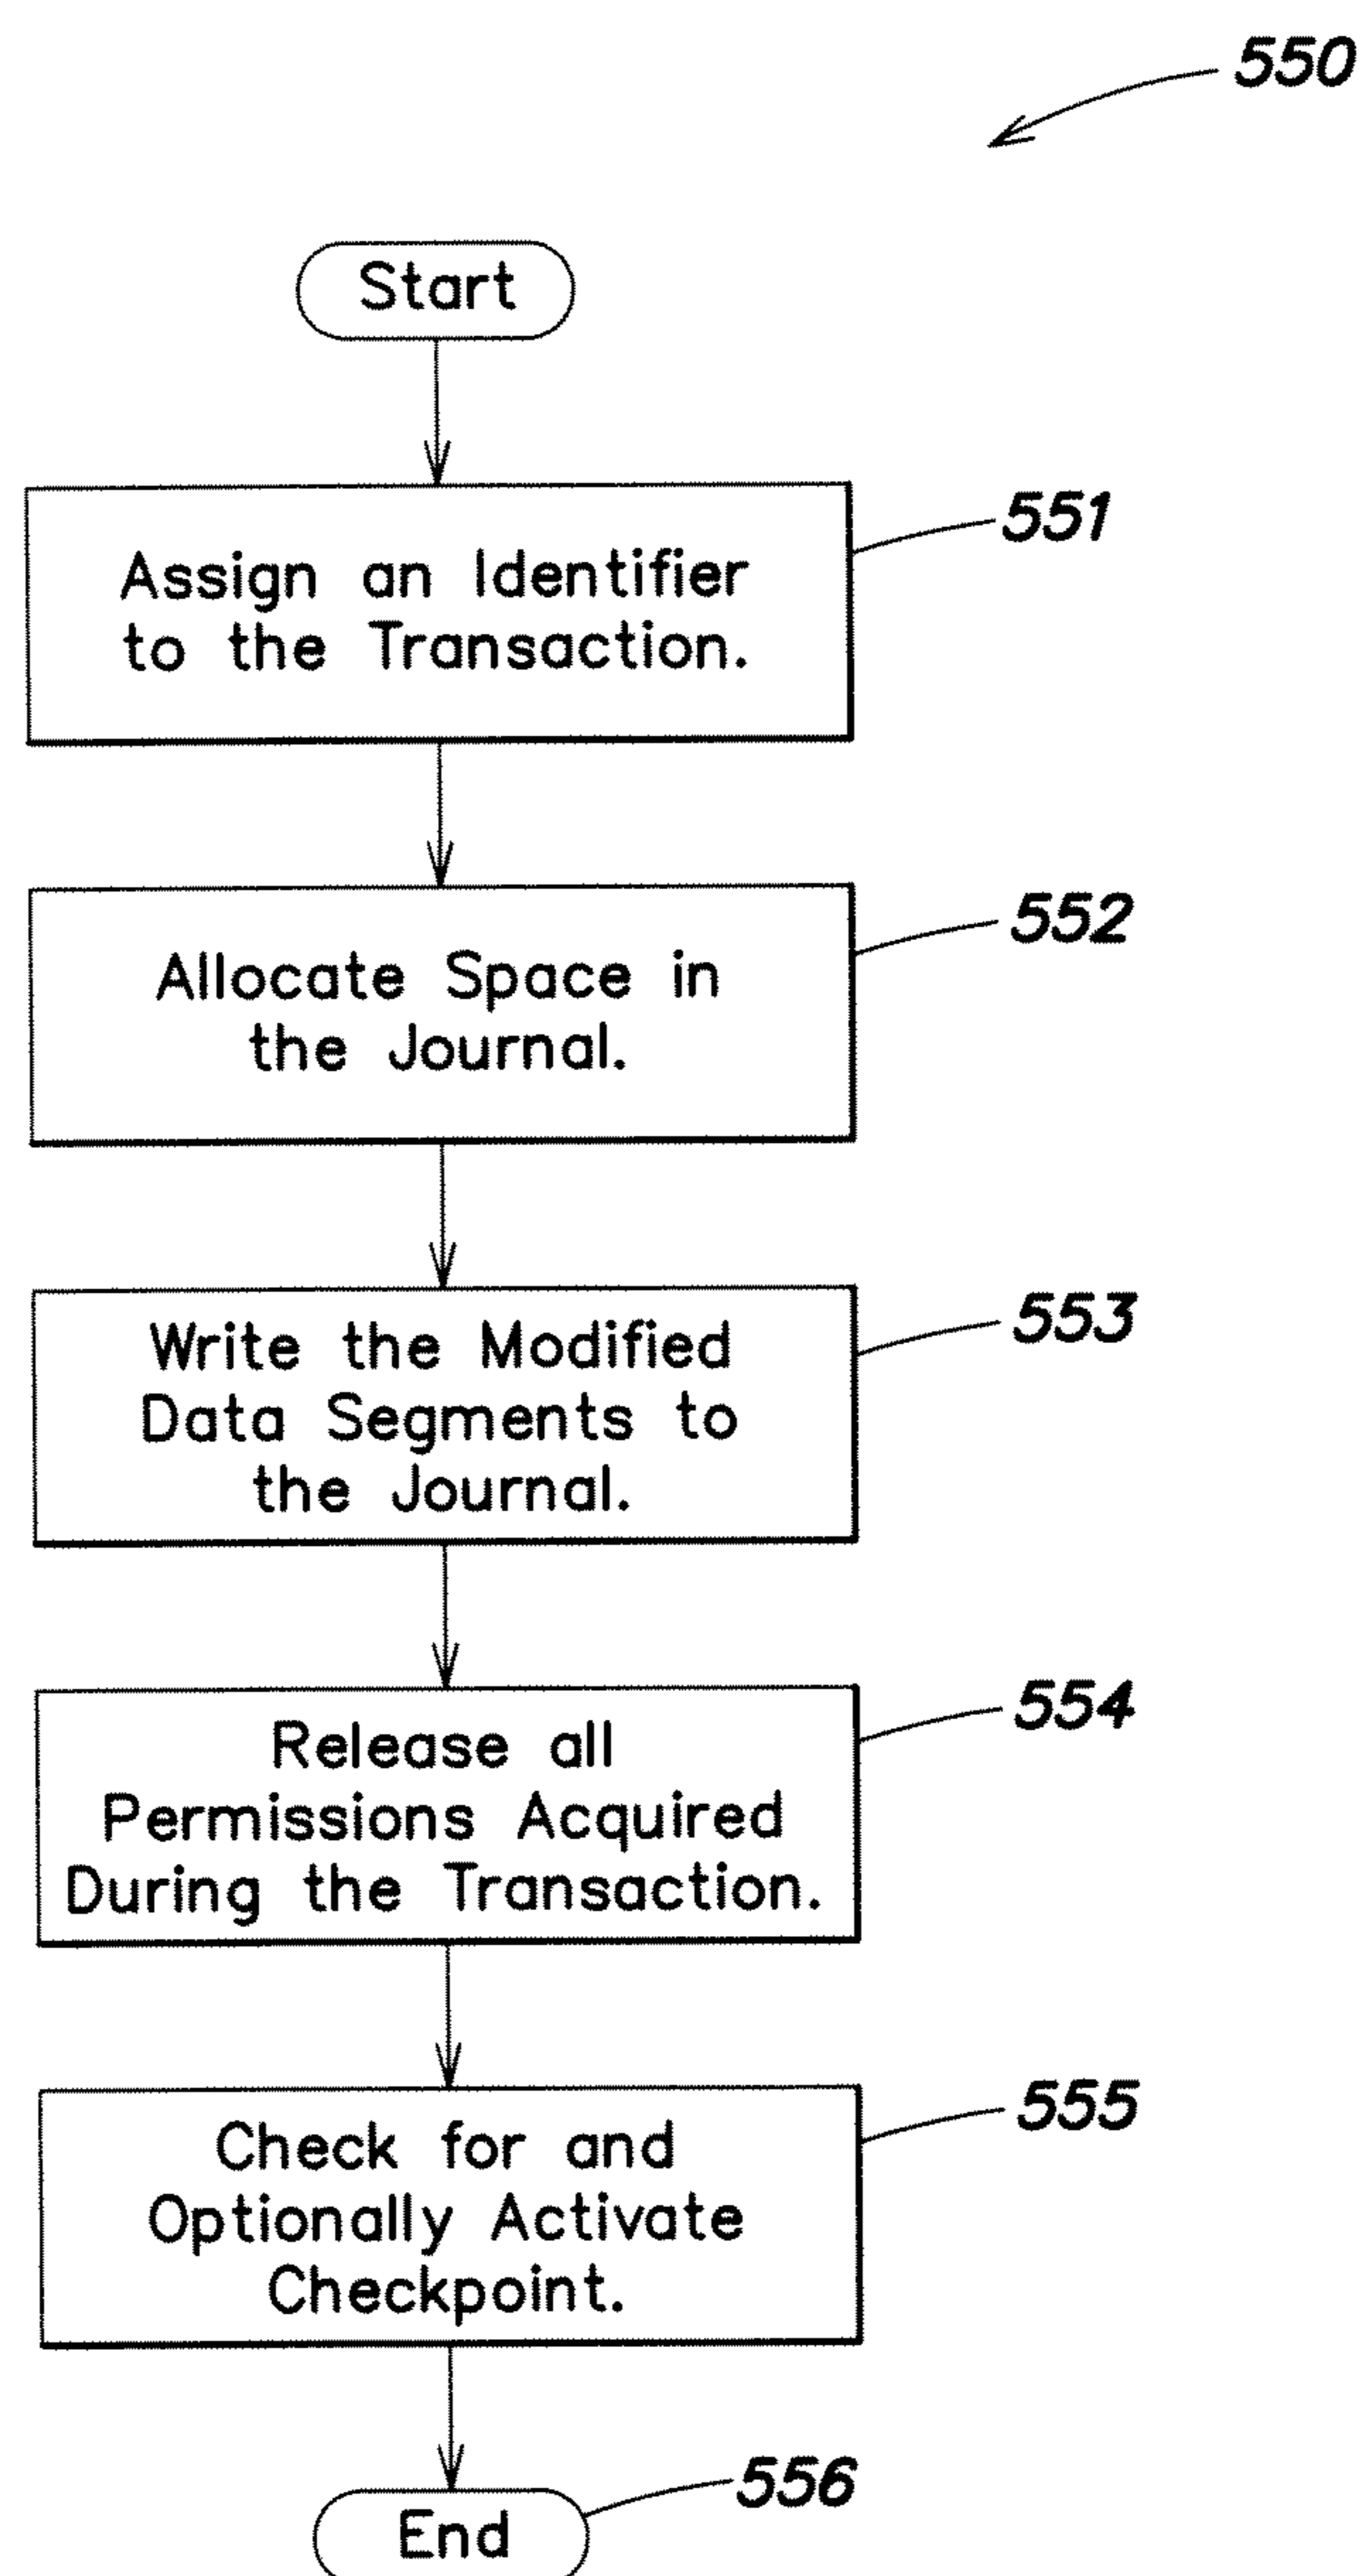 550
Start
551
Assign an Identifier
to the Transaction.
552
Allocate Space in
the Journal.
553
Write the Modified
Data Segments to
the Journal.
554
Release all
Permissions Acquired
During the Transaction.
555
Check for and
Optionally Activate
Checkpoint.
556
End